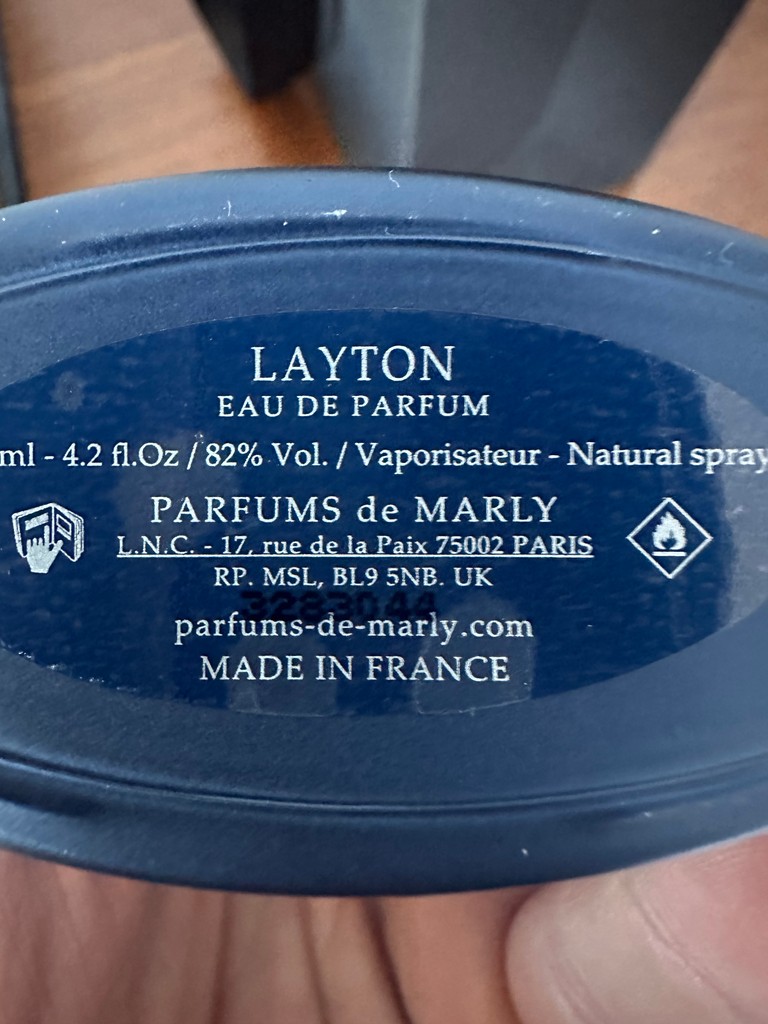 LAYTON
EAU DE PARFUM
ml - 4.2 fl.Oz / 82% Vol. / Vaporisateur - Natural spray
PARFUMS de MARLY
L.N.C. - 17, rue de la Paix 75002 PARIS
RP. MSL, BL9 5NB. UK
parfums-de-marly.com
MADE IN FRANCE